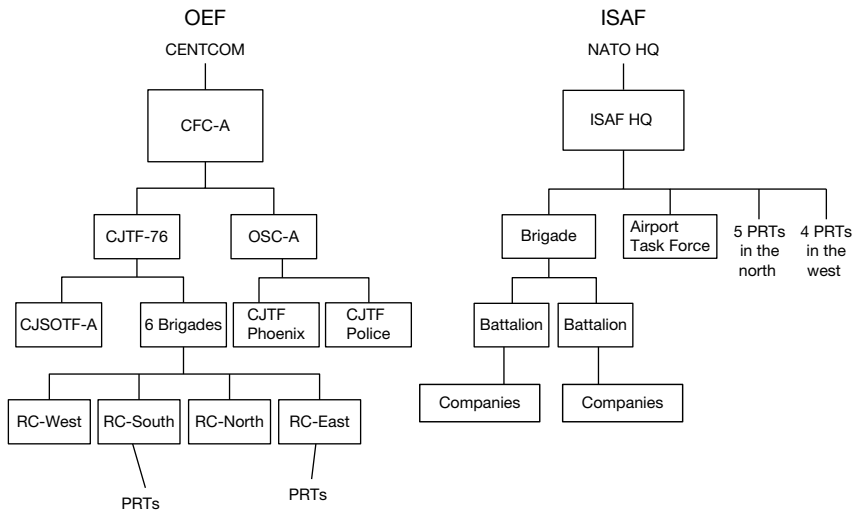 OEF
CENTCOM
CFC-A
CJTF-76
OSC-A
CJSOTF-A
6 Brigades
CJTF
Phoenix
CJTF
Police
RC-West
RC-South
RC-North
RC-East
PRTs
PRTs
ISAF
NATO HQ
ISAF HQ
Brigade
Airport
Task Force
5 PRTs
in the
north
4 PRTs
in the
west
Battalion
Battalion
Companies
Companies